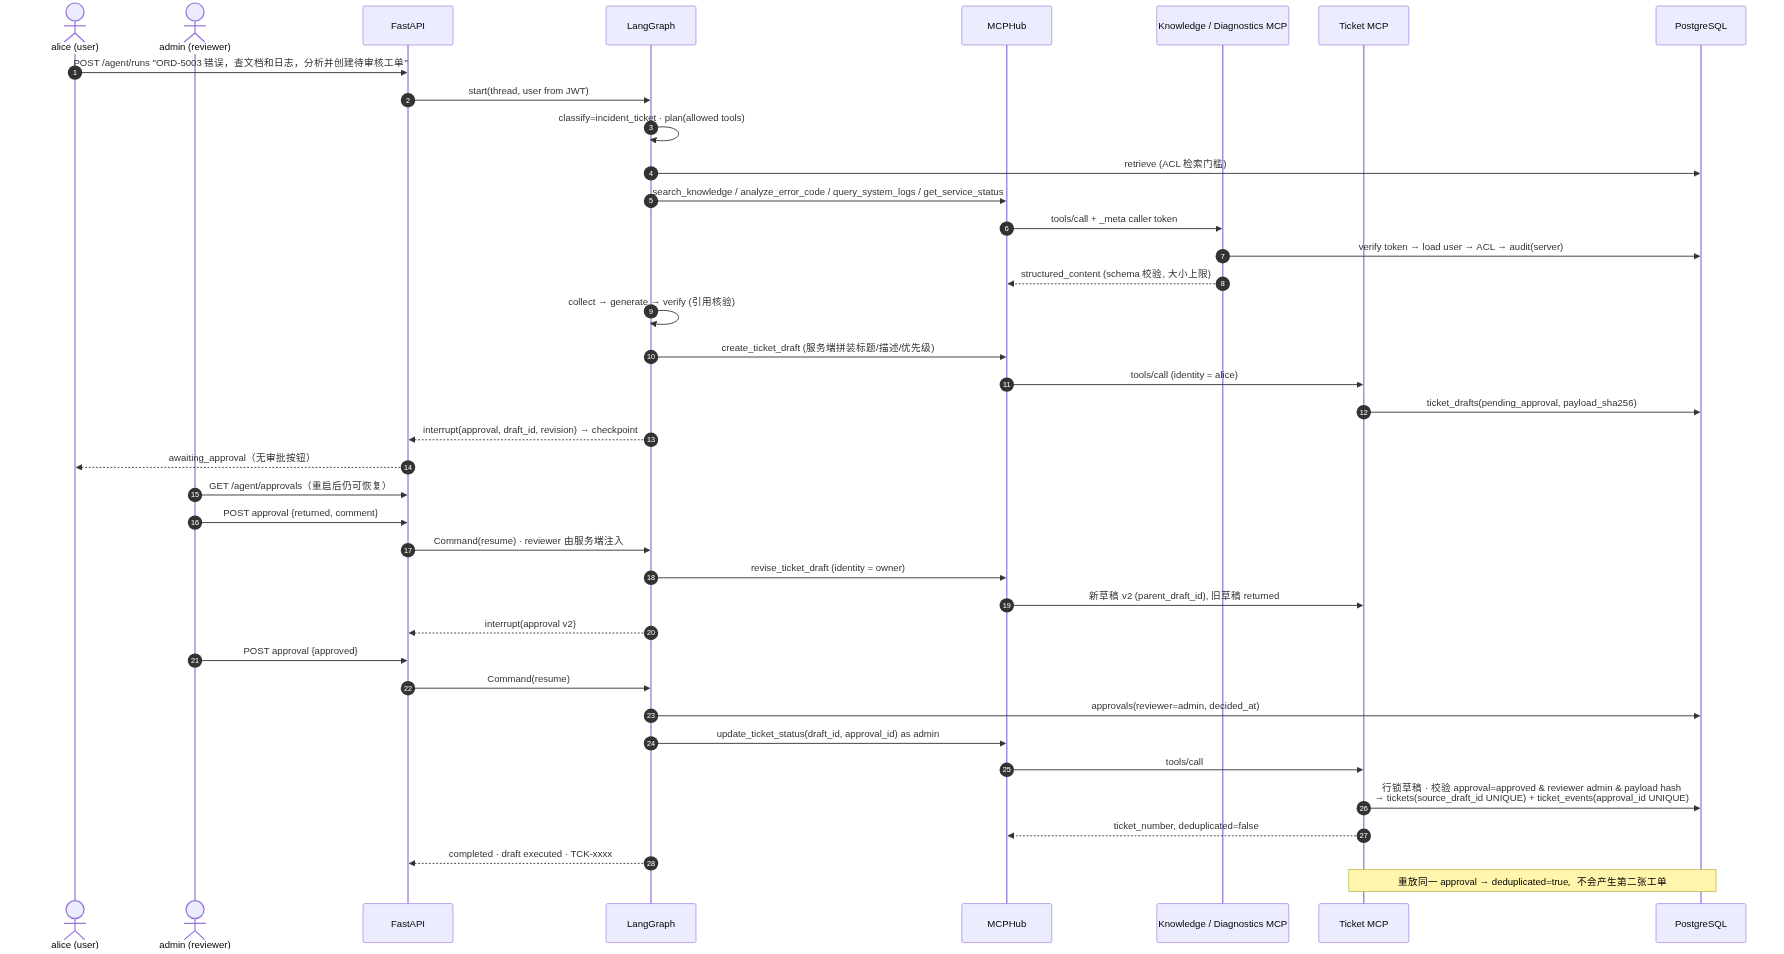 alice (user)
admin (reviewer)
FastAPI
LangGraph
MCPHub
Knowledge / Diagnostics MCP
Ticket MCP
PostgreSQL
POST /agent/runs "ORD-5003 错误，查文档和日志，分析并创建待审核工单"
1
start(thread, user from JWT)
2
classify=incident_ticket · plan(allowed tools)
3
retrieve (ACL 检索门槛)
4
search_knowledge / analyze_error_code / query_system_logs / get_service_status
5
tools/call + _meta caller token
6
verify token → load user → ACL → audit(server)
7
structured_content (schema 校验, 大小上限)
8
collect → generate → verify (引用核验)
9
create_ticket_draft (服务端拼装标题/描述/优先级)
10
tools/call (identity = alice)
11
ticket_drafts(pending_approval, payload_sha256)
12
interrupt(approval, draft_id, revision) → checkpoint
13
awaiting_approval（无审批按钮）
14
GET /agent/approvals（重启后仍可恢复）
15
POST approval {returned, comment}
16
Command(resume) · reviewer 由服务端注入
17
revise_ticket_draft (identity = owner)
18
新草稿 v2 (parent_draft_id), 旧草稿 returned
19
interrupt(approval v2)
20
POST approval {approved}
21
Command(resume)
22
approvals(reviewer=admin, decided_at)
23
update_ticket_status(draft_id, approval_id) as admin
24
tools/call
25
行锁草稿 · 校验 approval=approved & reviewer admin & payload hash
→ tickets(source_draft_id UNIQUE) + ticket_events(approval_id UNIQUE)
26
ticket_number, deduplicated=false
27
completed · draft executed · TCK-xxxx
28
重放同一 approval → deduplicated=true，不会产生第二张工单
alice (user)
admin (reviewer)
FastAPI
LangGraph
MCPHub
Knowledge / Diagnostics MCP
Ticket MCP
PostgreSQL